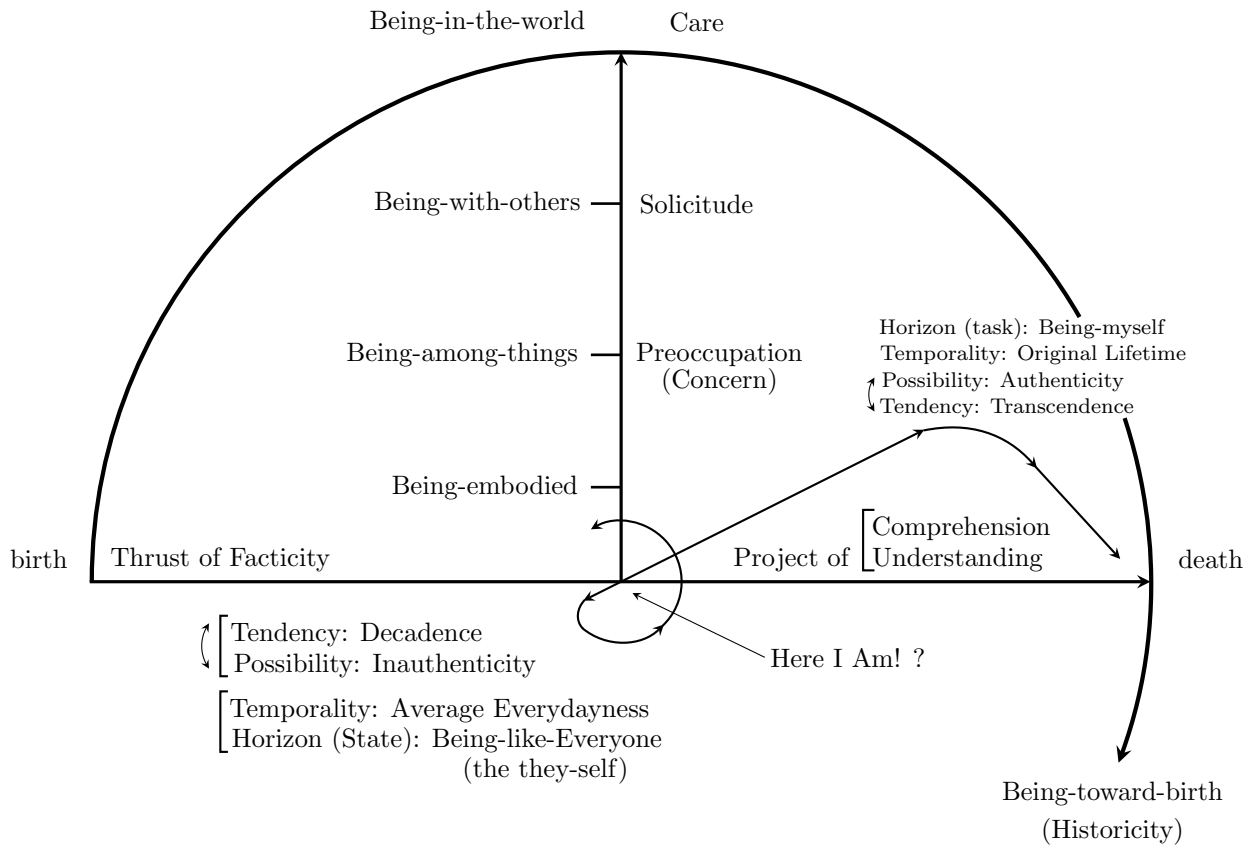 Being-in-the-world
Care
Being-with-others
Solicitude
Horizon (task): Being-myself
Being-among-things
Preoccupation
Temporality: Original Lifetime
(Concern)
Possibility: Authenticity
Tendency: Transcendence
Being-embodied
Comprehension
birth
Thrust of Facticity
Project of
Understanding
death
Tendency: Decadence
Possibility: Inauthenticity
Here I Am! ?
Temporality: Average Everydayness
Horizon (State): Being-like-Everyone
(the they-self)
Being-toward-birth
(Historicity)